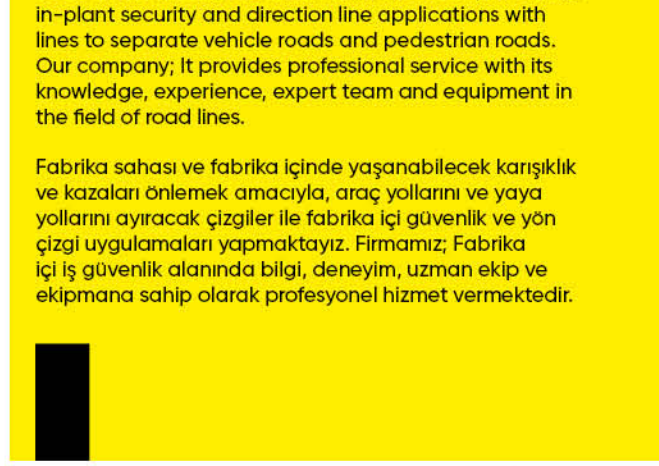 in-plant security and direction line applications with
lines to separate vehicle roads and pedestrian roads.
Our company; It provides professional service with its
knowledge, experience, expert team and equipment in
the field of road lines.
Fabrika sahası ve fabrika içinde yaşanabilecek karışıklık
ve kazaları önlemek amacıyla, araç yollarını ve yaya
yollarını ayıracak çizgiler ile fabrika içi güvenlik ve yön
çizgi uygulamaları yapmaktayız. Firmamız; Fabrika
içi iş güvenlik alanında bilgi, deneyim, uzman ekip ve
ekipmana sahip olarak profesyonel hizmet vermektedir.